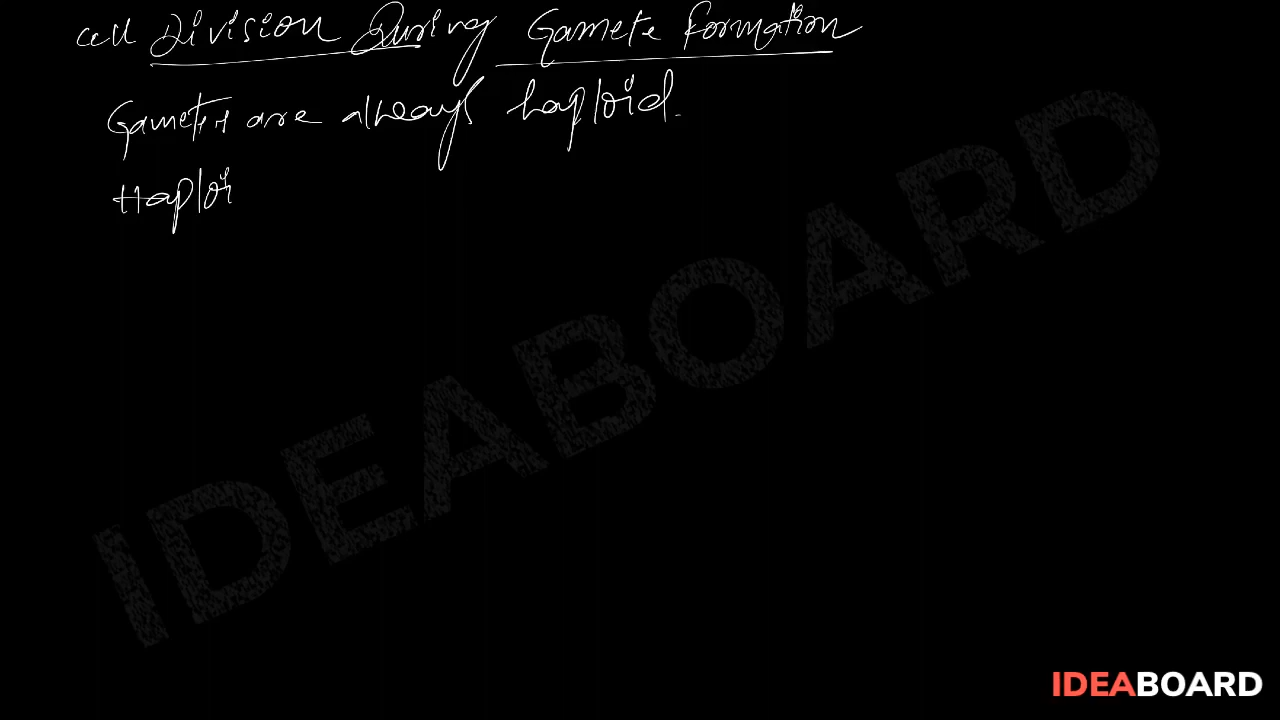 cell Division During Gamete Formation
Gametes are always haploid.
Haploi
IDEABOARD
IDEABOARD